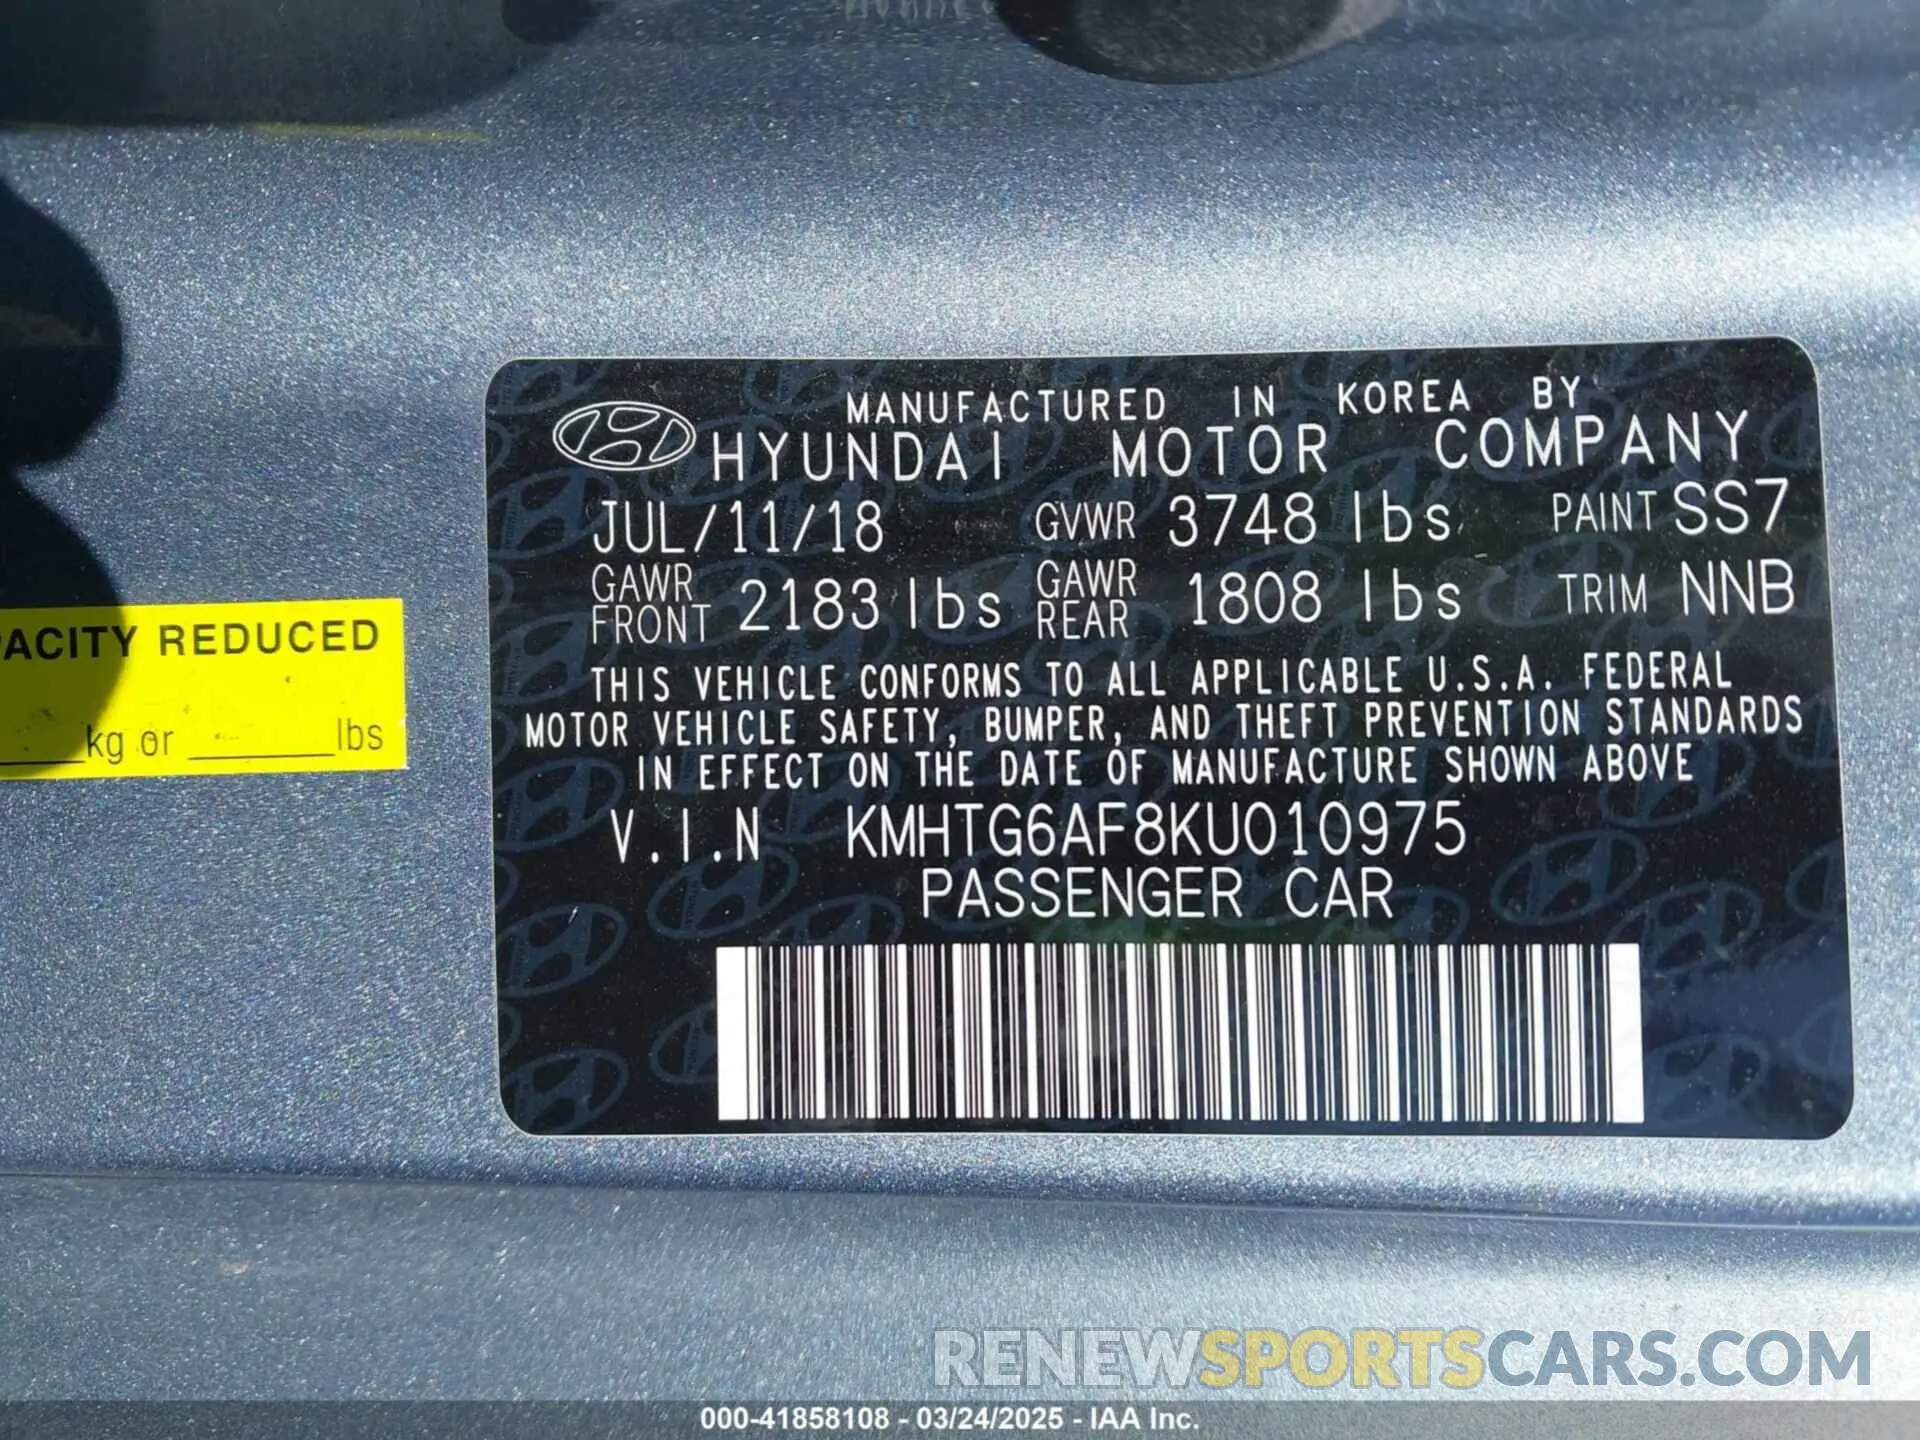 MANUFACTURED IN KOREA BY
HYUNDAI MOTOR COMPANY
JUL/11/18 GVWR 3748 lbs PAINT SS7
GAWR FRONT 2183 lbs GAWR REAR 1808 lbs TRIM NNB
THIS VEHICLE CONFORMS TO ALL APPLICABLE U.S.A. FEDERAL
MOTOR VEHICLE SAFETY, BUMPER, AND THEFT PREVENTION STANDARDS
IN EFFECT ON THE DATE OF MANUFACTURE SHOWN ABOVE
V.I.N KMHTG6AF8KU010975
PASSENGER CAR
PACITY REDUCED
kg or lbs
RENEWSPORTSCARS.COM
000-41858108 - 03/24/2025 - IAA Inc.